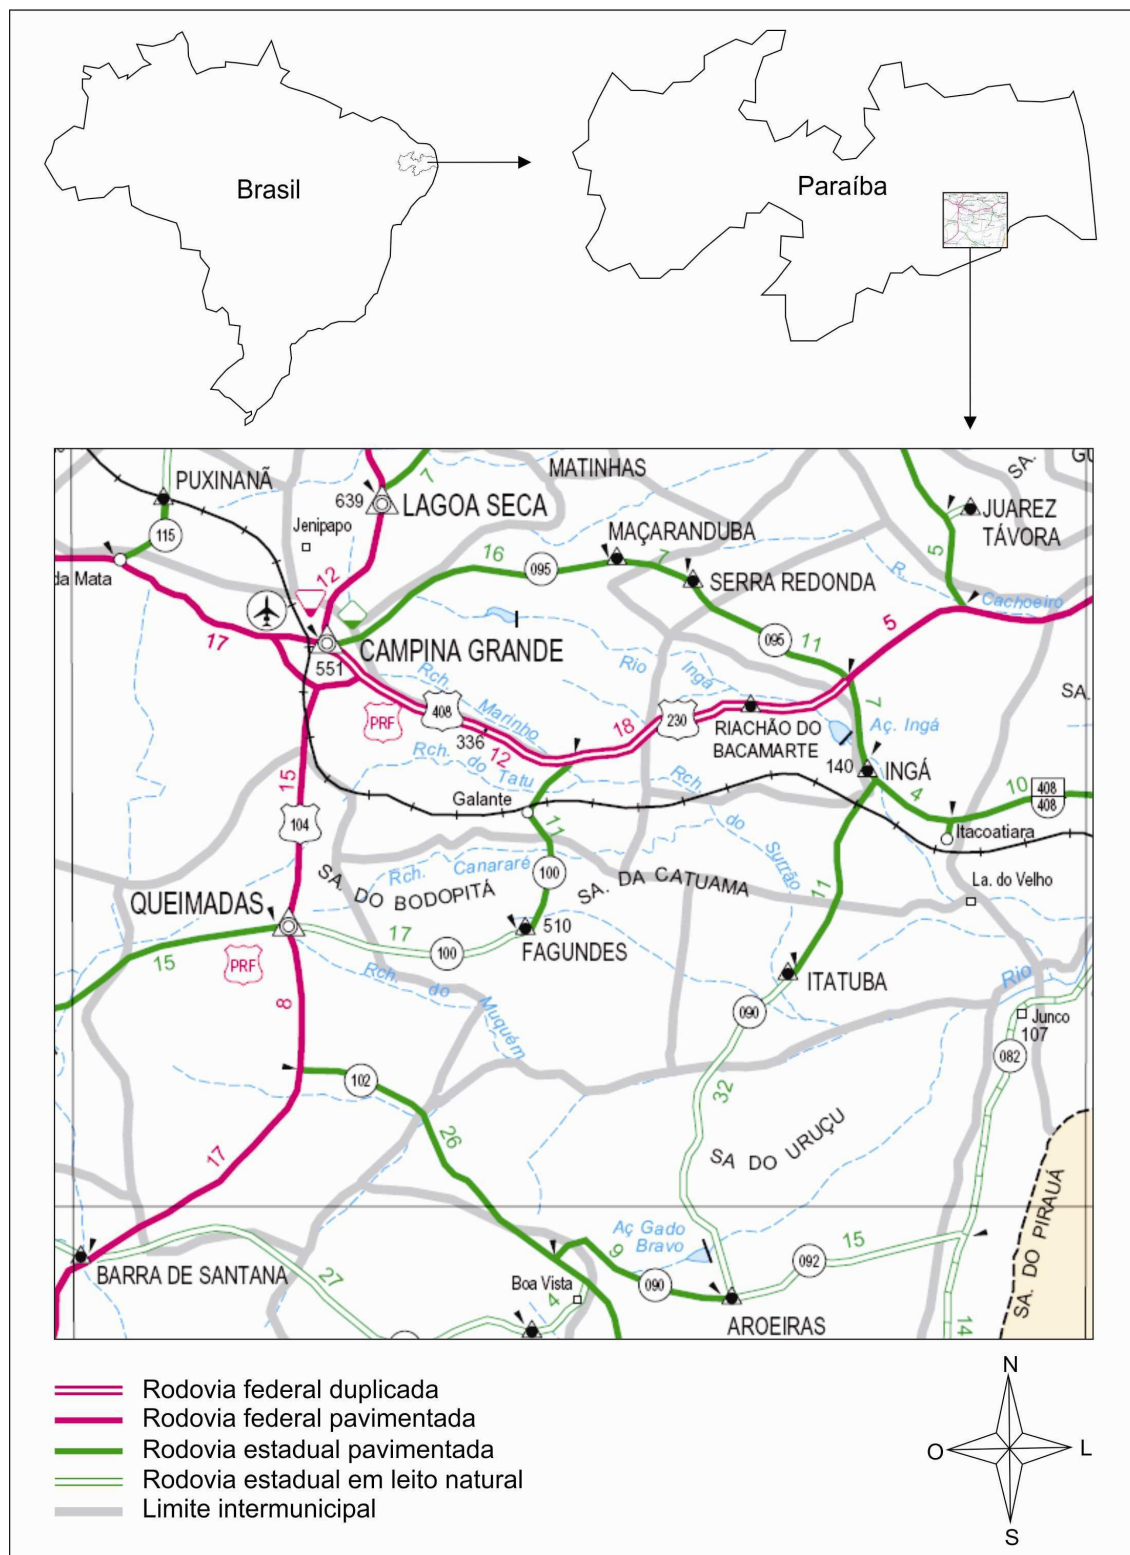 Brasil
Paraíba
PUXINANÃ
115
da Mata
Jenipapo
639
LAGOA SECA
7
MATINHAS
SA.
GU
JUAREZ
TÁVORA
5
MAÇARANDUBA
16
095
7
SERRA REDONDA
R.
Cachoeiro
12
17
CAMPINA GRANDE
551
095
11
5
Rio Ingá
Rch.
Marinho
408
PRF
336
12
18
230
RIACHÃO DO
BACAMARTE
Aç. Ingá
7
SA.
140
INGÁ
Rch. do Tatu
Rch.
do
Surrão
15
104
Galante
11
4
10
408
408
Itacoatiara
Rch. Canararé
100
SA. DO BODOPITÁ
SA. DA CATUAMA
11
La. do Velho
QUEIMADAS
17
100
510
FAGUNDES
15
PRF
8
Rch. do Muquém
ITATUBA
090
Rio
Junco
107
082
102
26
32
SA DO URUÇU
17
SA. DO PIRAUÁ
Aç Gado
Bravo
9
090
092
15
BARRA DE SANTANA
27
Boa Vista
4
AROEIRAS
14
Rodovia federal duplicada
Rodovia federal pavimentada
Rodovia estadual pavimentada
Rodovia estadual em leito natural
Limite intermunicipal
N
O
L
S